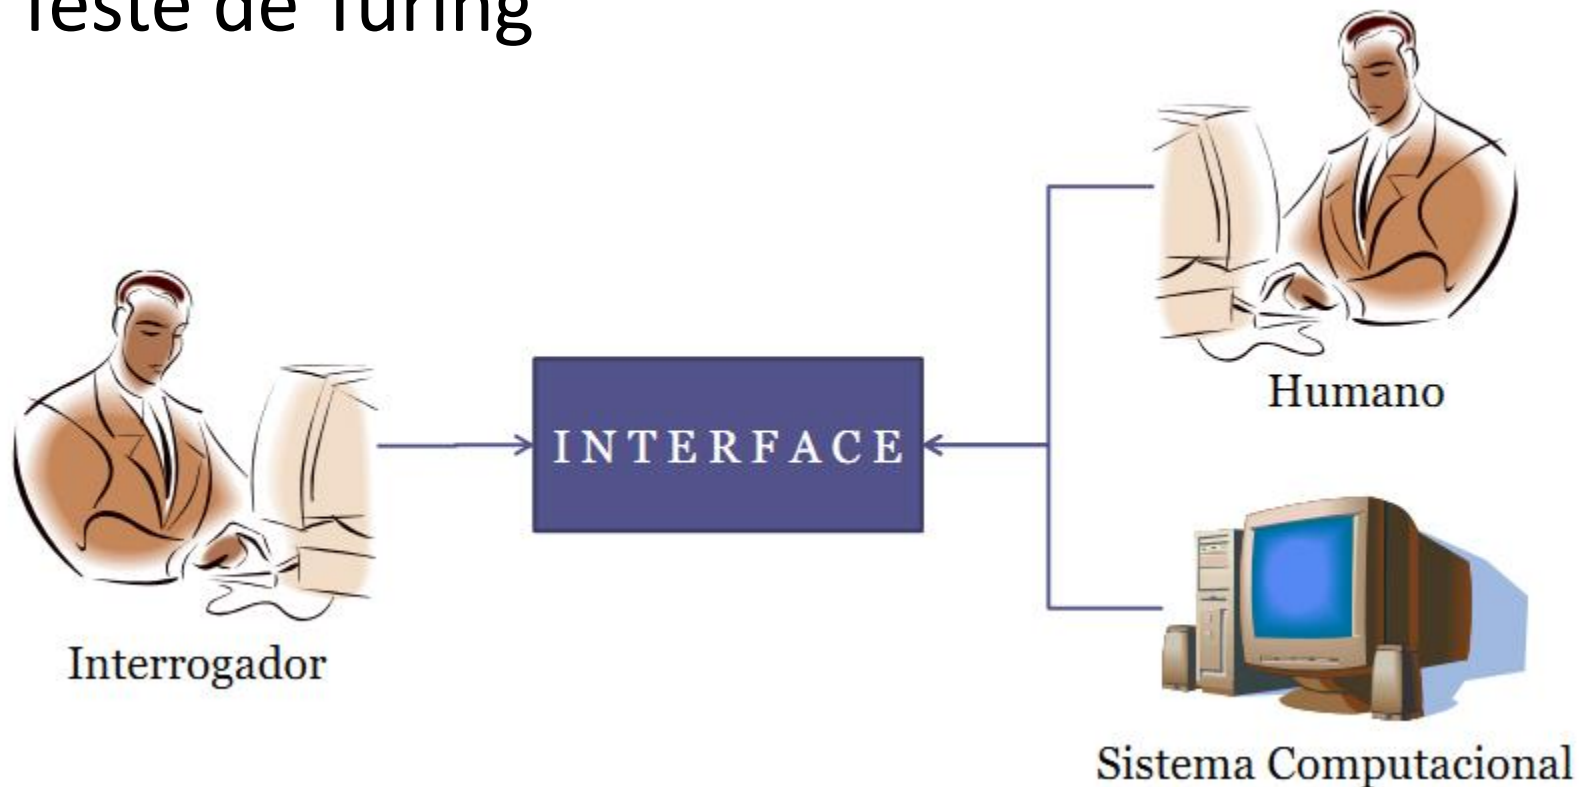 Teste de Turing
Humano
INTERFACE
Interrogador
Sistema Computacional